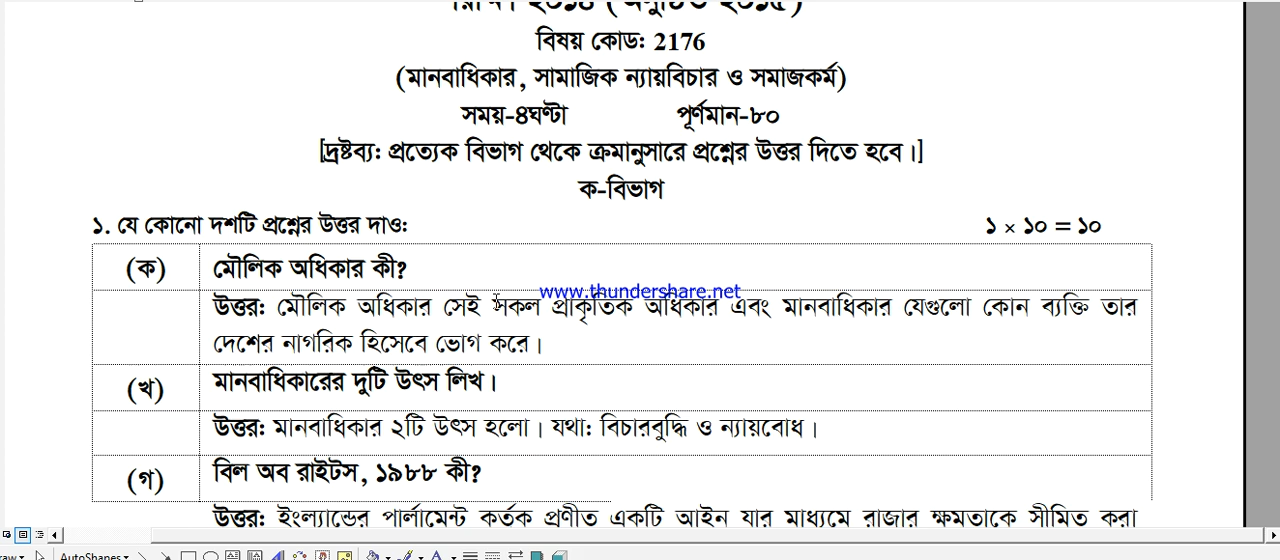 বিষয় কোডঃ 2176
(মানবাধিকার, সামাজিক ন্যায়বিচার ও সমাজকর্ম)
সময়-৪ঘণ্টা পূর্ণমান-৮০
[দ্রষ্টব্য: প্রত্যেক বিভাগ থেকে ক্রমানুসারে প্রশ্নের উত্তর দিতে হবে।]
ক-বিভাগ
১. যে কোনো দশটি প্রশ্নের উত্তর দাও: ১ × ১০ = ১০
(ক) মৌলিক অধিকার কী?
www.thundershare.net
উত্তর: মৌলিক অধিকার সেই সকল প্রাকৃতিক অধিকার এবং মানবাধিকার যেগুলো কোন ব্যক্তি তার
দেশের নাগরিক হিসেবে ভোগ করে।
(খ) মানবাধিকারের দুটি উৎস লিখ।
উত্তর: মানবাধিকার ২টি উৎস হলো। যথা: বিচারবুদ্ধি ও ন্যায়বোধ।
(গ) বিল অব রাইটস, ১৯৮৮ কী?
উত্তর: ইংল্যান্ডের পার্লামেন্ট কর্তক প্রণীত একটি আইন যার মাধ্যমে রাজার ক্ষমতাকে সীমিত করা
AutoShapes